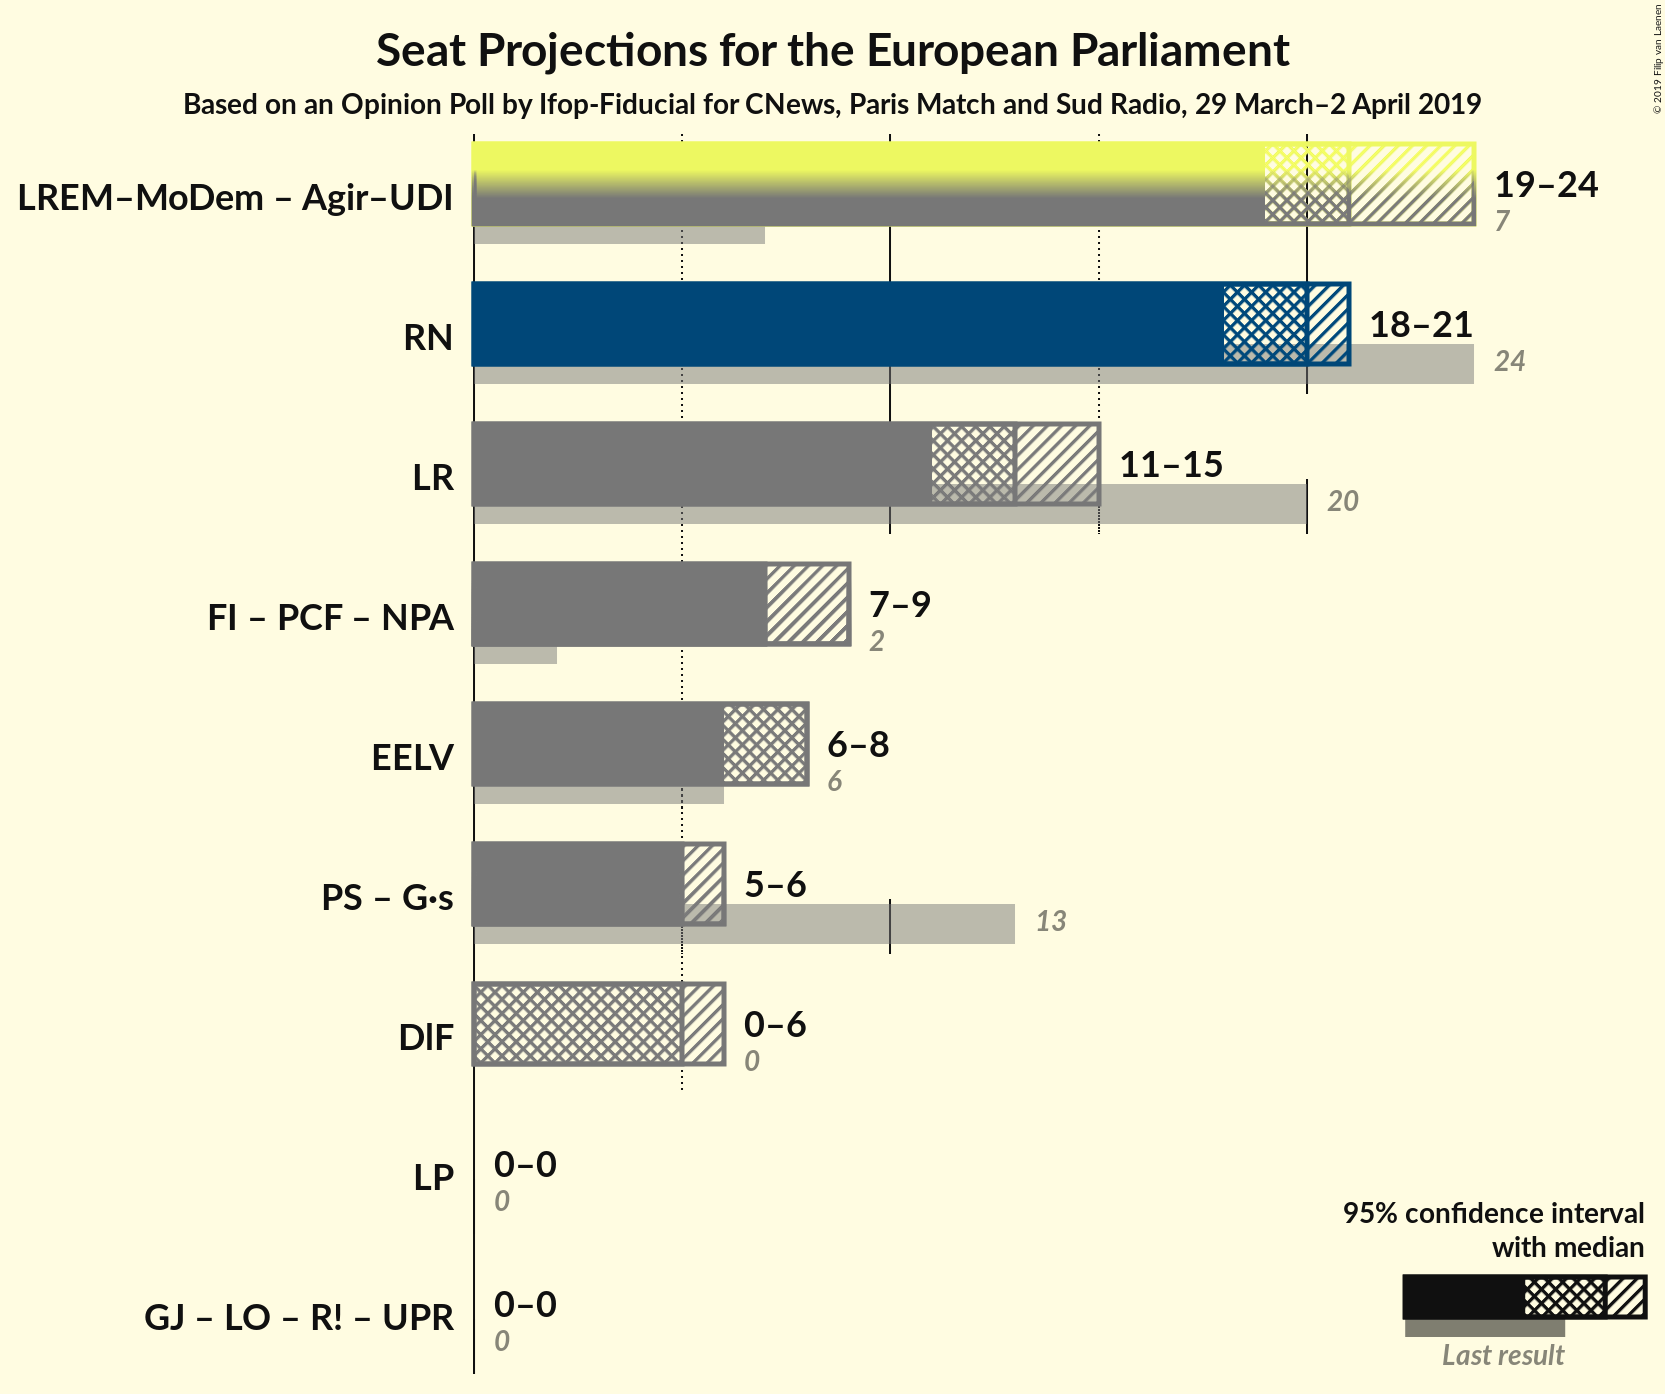 Seat Projections for the European Parliament
Based on an Opinion Poll by Ifop-Fiducial for CNews, Paris Match and Sud Radio, 29 March–2 April 2019
© 2019 Filip van Laenen
LREM–MoDem – Agir–UDI
19–24
7
RN
18–21
24
LR
11–15
20
FI – PCF – NPA
7–9
2
EELV
6–8
6
PS – G·s
5–6
13
DlF
0–6
0
LP
0–0
0
GJ – LO – R! – UPR
0–0
0
95% confidence interval
with median
Last result